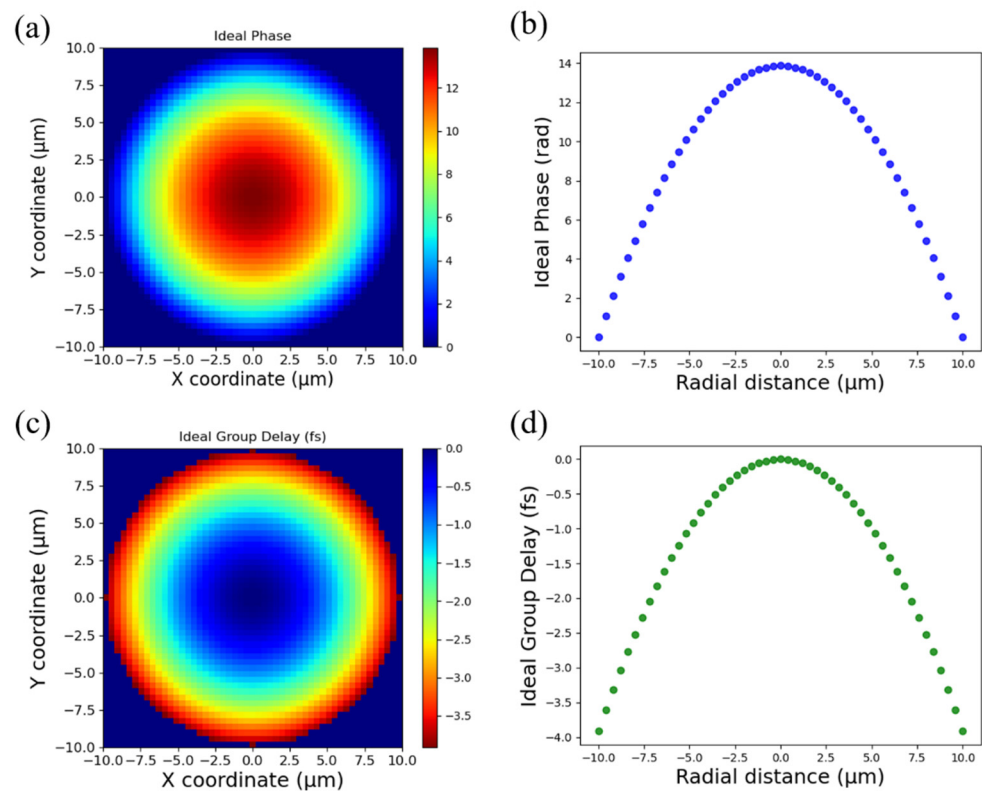 (a)
Ideal Phase
10.0
7.5
5.0
2.5
0.0
−2.5
−5.0
−7.5
−10.0
Y coordinate (μm)
−10.0 −7.5 −5.0 −2.5 0.0 2.5 5.0 7.5 10.0
X coordinate (μm)
12
10
8
6
4
2
0
(b)
14
12
10
8
6
4
2
0
Ideal Phase (rad)
−10.0 −7.5 −5.0 −2.5 0.0 2.5 5.0 7.5 10.0
Radial distance (μm)
(c)
Ideal Group Delay (fs)
10.0
7.5
5.0
2.5
0.0
−2.5
−5.0
−7.5
−10.0
Y coordinate (μm)
−10.0 −7.5 −5.0 −2.5 0.0 2.5 5.0 7.5 10.0
X coordinate (μm)
0.0
−0.5
−1.0
−1.5
−2.0
−2.5
−3.0
−3.5
(d)
0.0
−0.5
−1.0
−1.5
−2.0
−2.5
−3.0
−3.5
−4.0
Ideal Group Delay (fs)
−10.0 −7.5 −5.0 −2.5 0.0 2.5 5.0 7.5 10.0
Radial distance (μm)